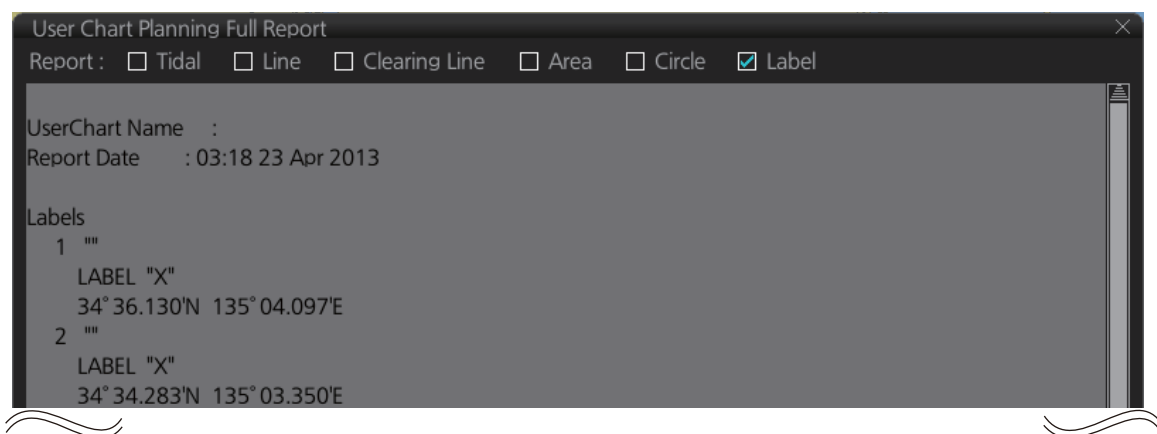 User Chart Planning Full Report
Report : Tidal Line Clearing Line Area Circle Label
UserChart Name :
Report Date : 03:18 23 Apr 2013
Labels
1 ""
LABEL "X"
34°36.130'N 135°04.097'E
2 ""
LABEL "X"
34°34.283'N 135°03.350'E